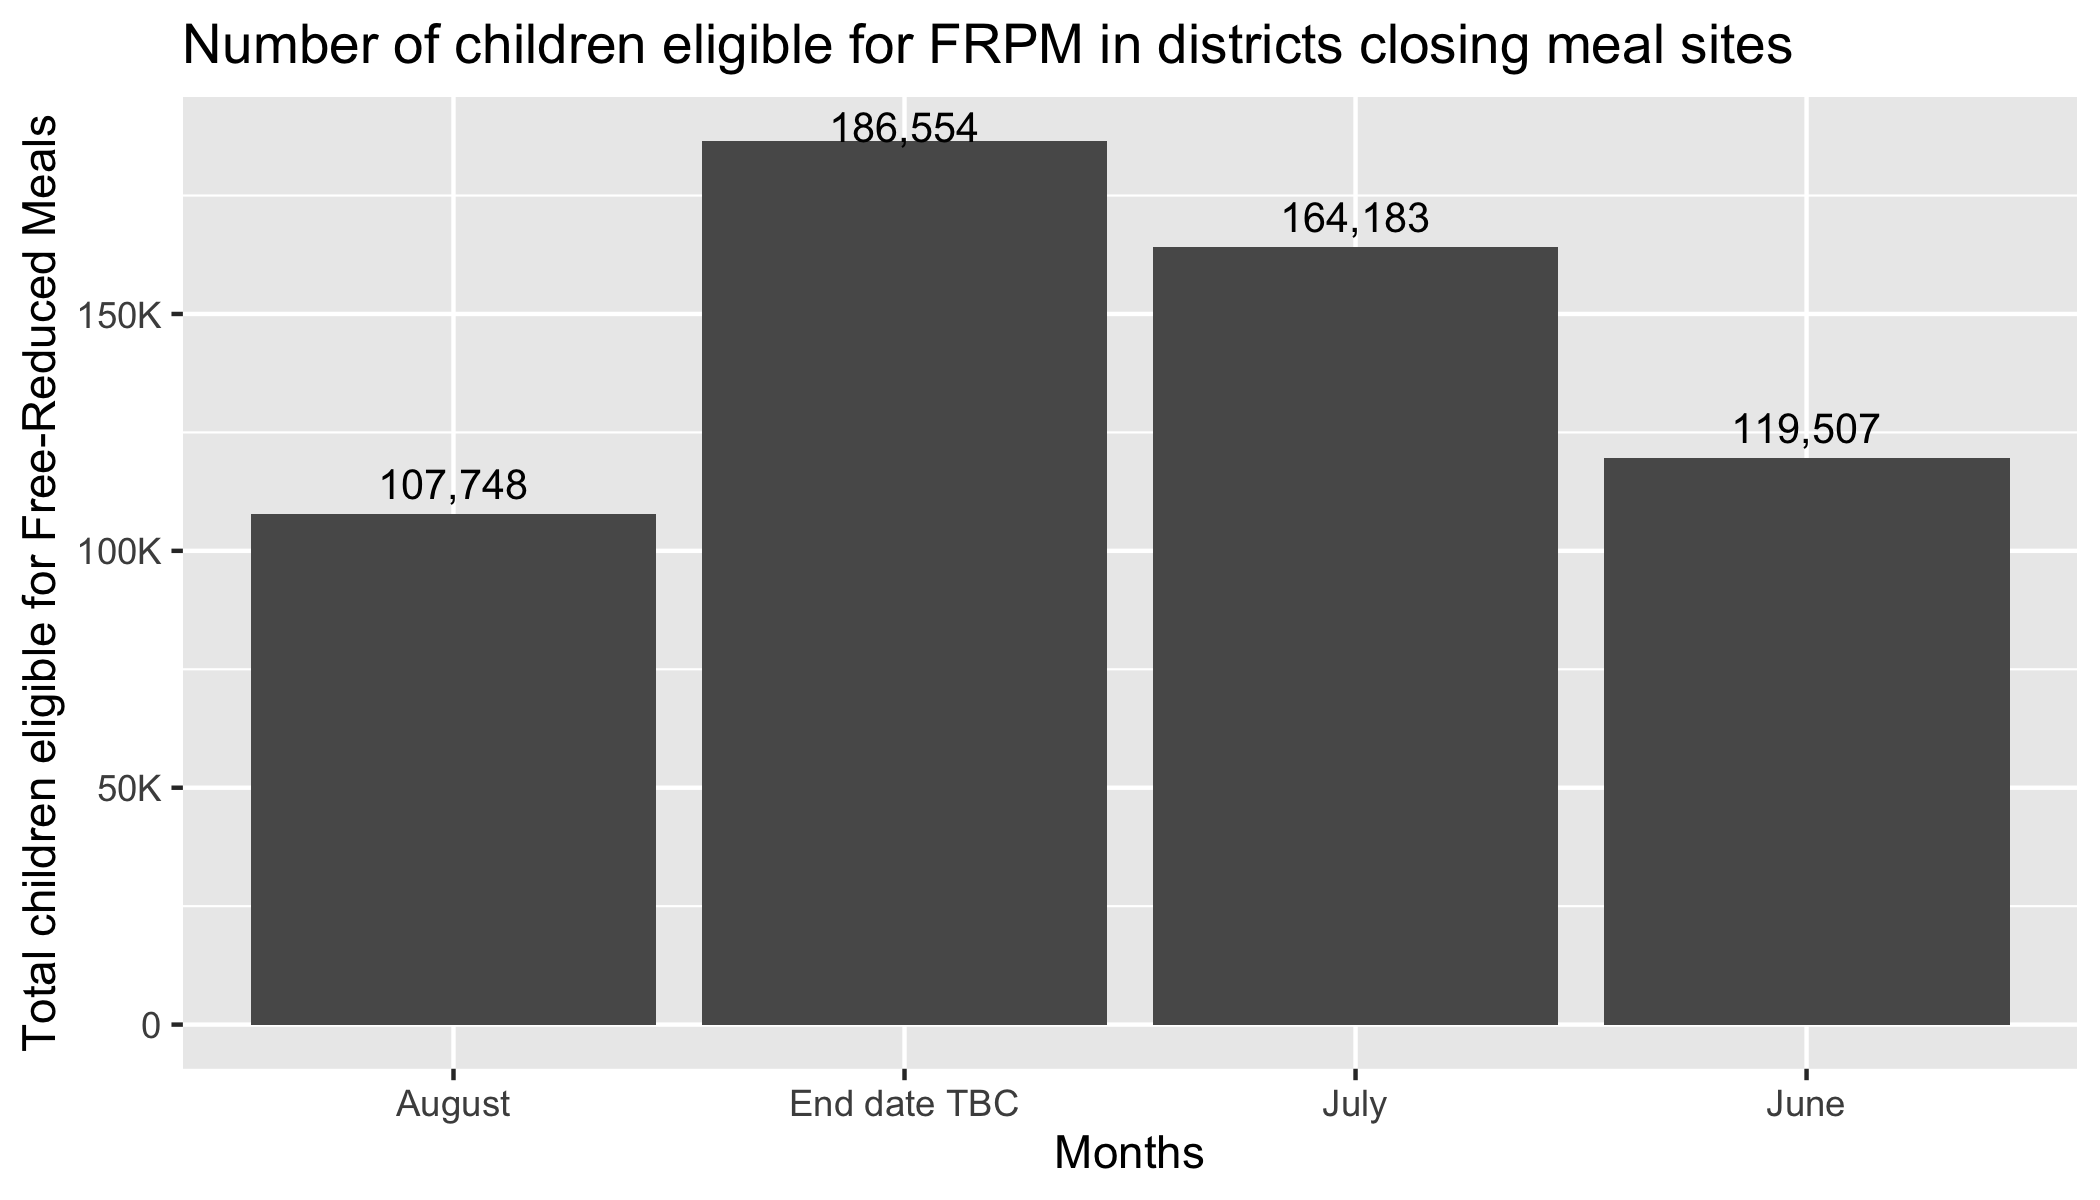 Number of children eligible for FRPM in districts closing meal sites
Total children eligible for Free-Reduced Meals
186,554
164,183
119,507
107,748
150K
100K
50K
0
August
End date TBC
July
June
Months